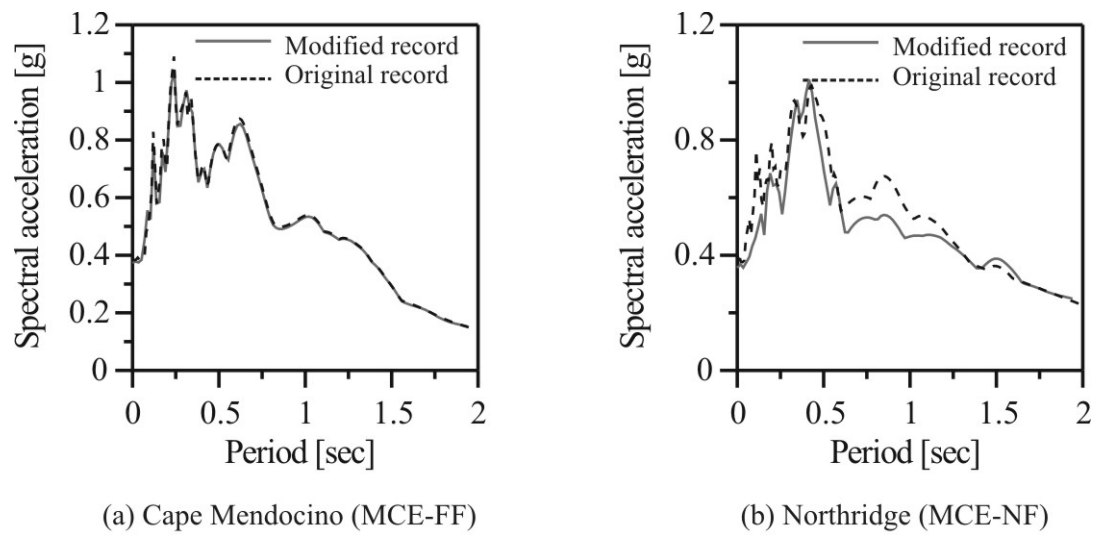 1.2
1
0.8
0.6
0.4
0.2
0
Spectral acceleration [g]
Modified record
Original record
0 0.5 1 1.5 2
Period [sec]
(a) Cape Mendocino (MCE-FF)
1.2
0.8
0.4
0
Spectral acceleration [g]
Modified record
Original record
0 0.5 1 1.5 2
Period [sec]
(b) Northridge (MCE-NF)